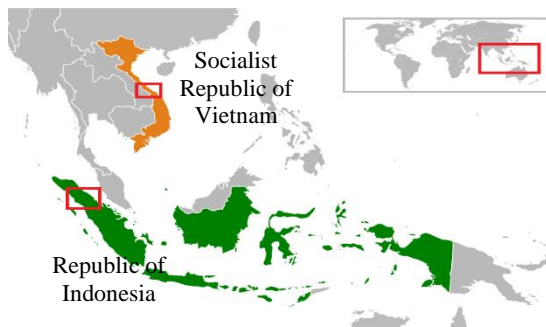 Socialist
Republic of
Vietnam
Republic of
Indonesia